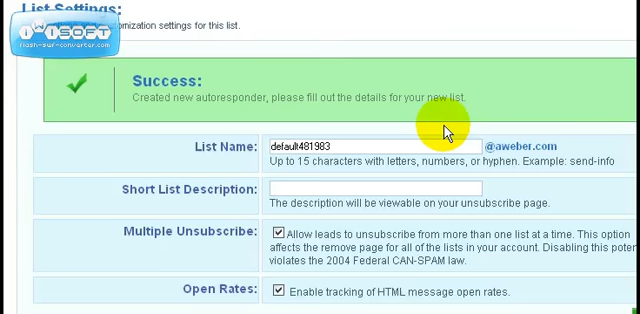 List Settings:
omization settings for this list.
iWiSOFT
flash-swf-converter.com
Success:
Created new autoresponder, please fill out the details for your new list.
List Name: default481983 @aweber.com
Up to 15 characters with letters, numbers, or hyphen. Example: send-info
Short List Description:
The description will be viewable on your unsubscribe page.
Multiple Unsubscribe: Allow leads to unsubscribe from more than one list at a time. This option
affects the remove page for all of the lists in your account. Disabling this poten
violates the 2004 Federal CAN-SPAM law.
Open Rates: Enable tracking of HTML message open rates.